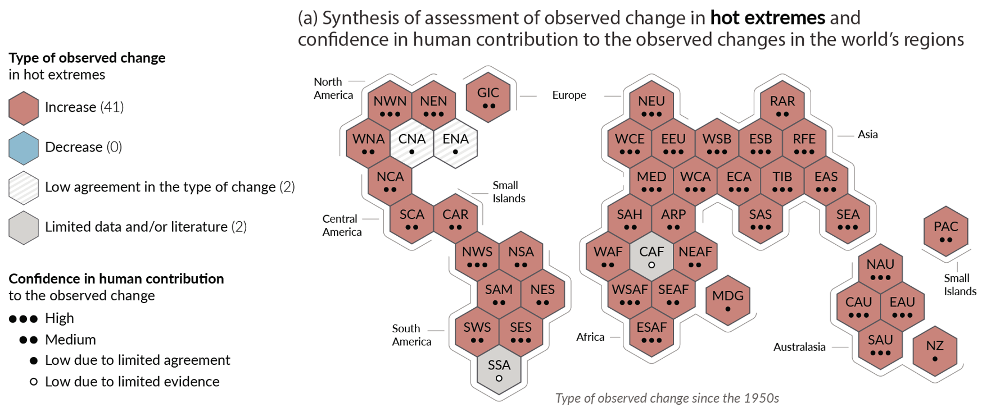 (a) Synthesis of assessment of observed change in hot extremes and
confidence in human contribution to the observed changes in the world's regions
Type of observed change
in hot extremes
Increase (41)
Decrease (0)
Low agreement in the type of change (2)
Limited data and/or literature (2)
Confidence in human contribution
to the observed change
High
Medium
Low due to limited agreement
Low due to limited evidence
North
America
GIC
Europe
NWN
NEN
NEU
RAR
WNA
CNA
ENA
WCE
EEU
WSB
ESB
RFE
Asia
NCA
Small
Islands
MED
WCA
ECA
TIB
EAS
Central
America
SCA
CAR
SAH
ARP
SAS
SEA
PAC
NWS
NSA
WAF
CAF
NEAF
NAU
Small
Islands
SAM
NES
WSAF
SEAF
MDG
CAU
EAU
South
America
SWS
SES
Africa
ESAF
Australasia
SAU
NZ
SSA
Type of observed change since the 1950s